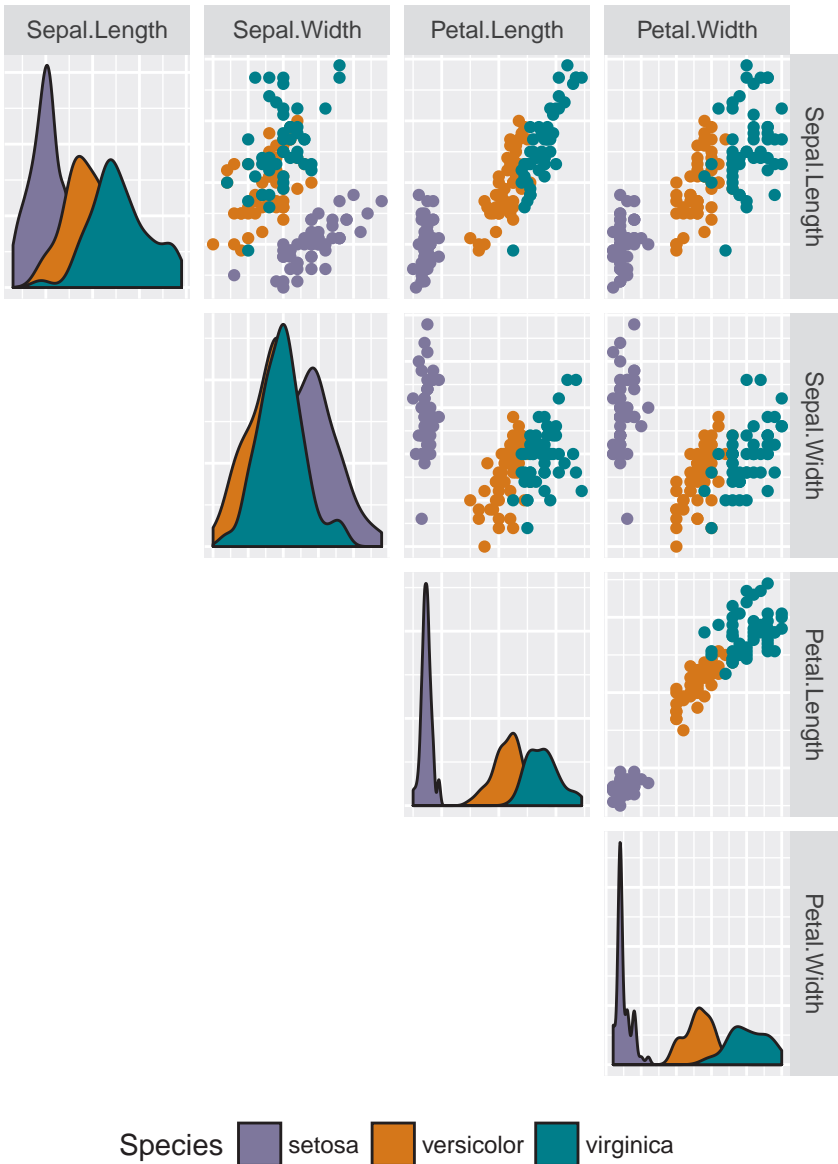 Sepal.Length Sepal.Width Petal.Length Petal.Width
Sepal.Length
Sepal.Width
Petal.Length
Petal.Width
Species setosa versicolor virginica